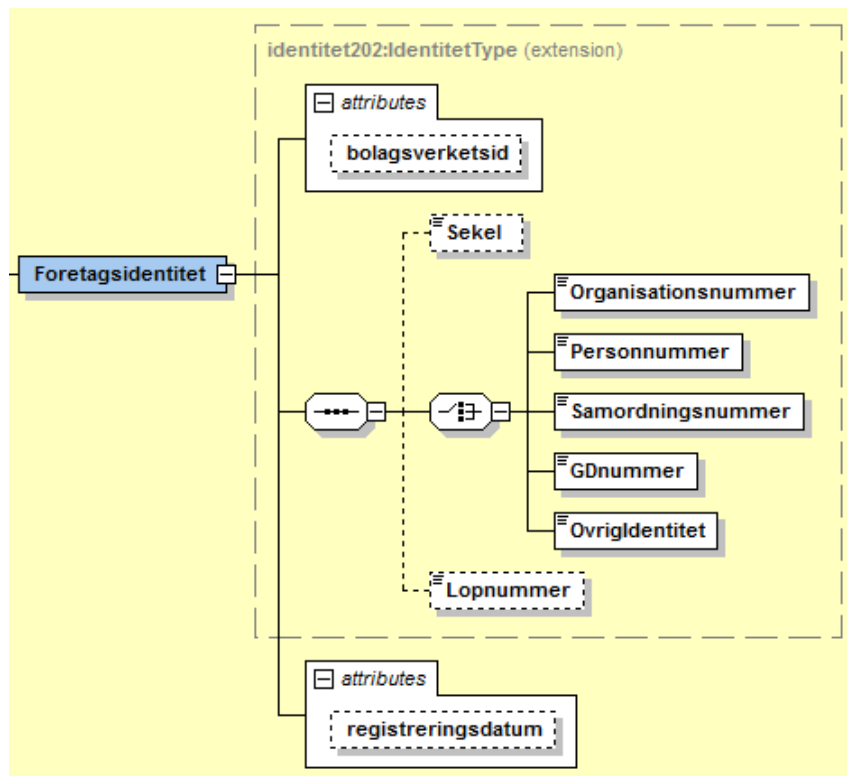 identitet202:IdentitetType (extension)
attributes
bolagsverketsid
Sekel
Foretagsidentitet
Organisationsnummer
Personnummer
Samordningsnummer
GDnummer
OvrigIdentitet
Lopnummer
attributes
registreringsdatum